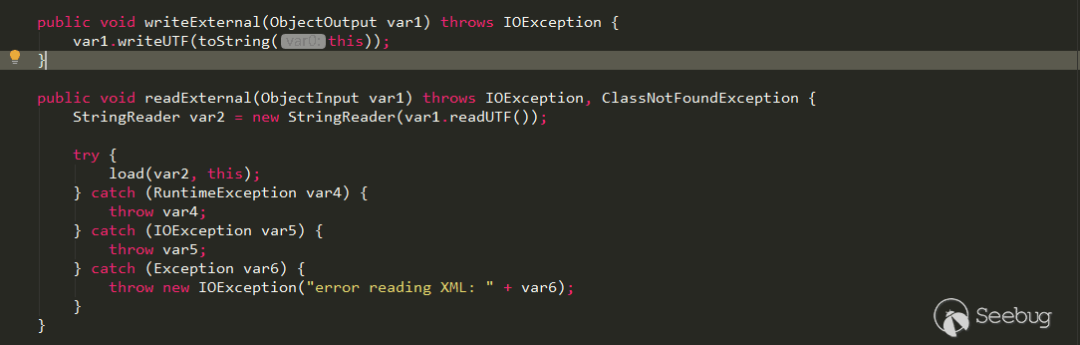 public void writeExternal(ObjectOutput var1) throws IOException {
    var1.writeUTF(toString( var0: this));
}

public void readExternal(ObjectInput var1) throws IOException, ClassNotFoundException {
    StringReader var2 = new StringReader(var1.readUTF());

    try {
        load(var2, this);
    } catch (RuntimeException var4) {
        throw var4;
    } catch (IOException var5) {
        throw var5;
    } catch (Exception var6) {
        throw new IOException("error reading XML: " + var6);
    }
}
Seebug